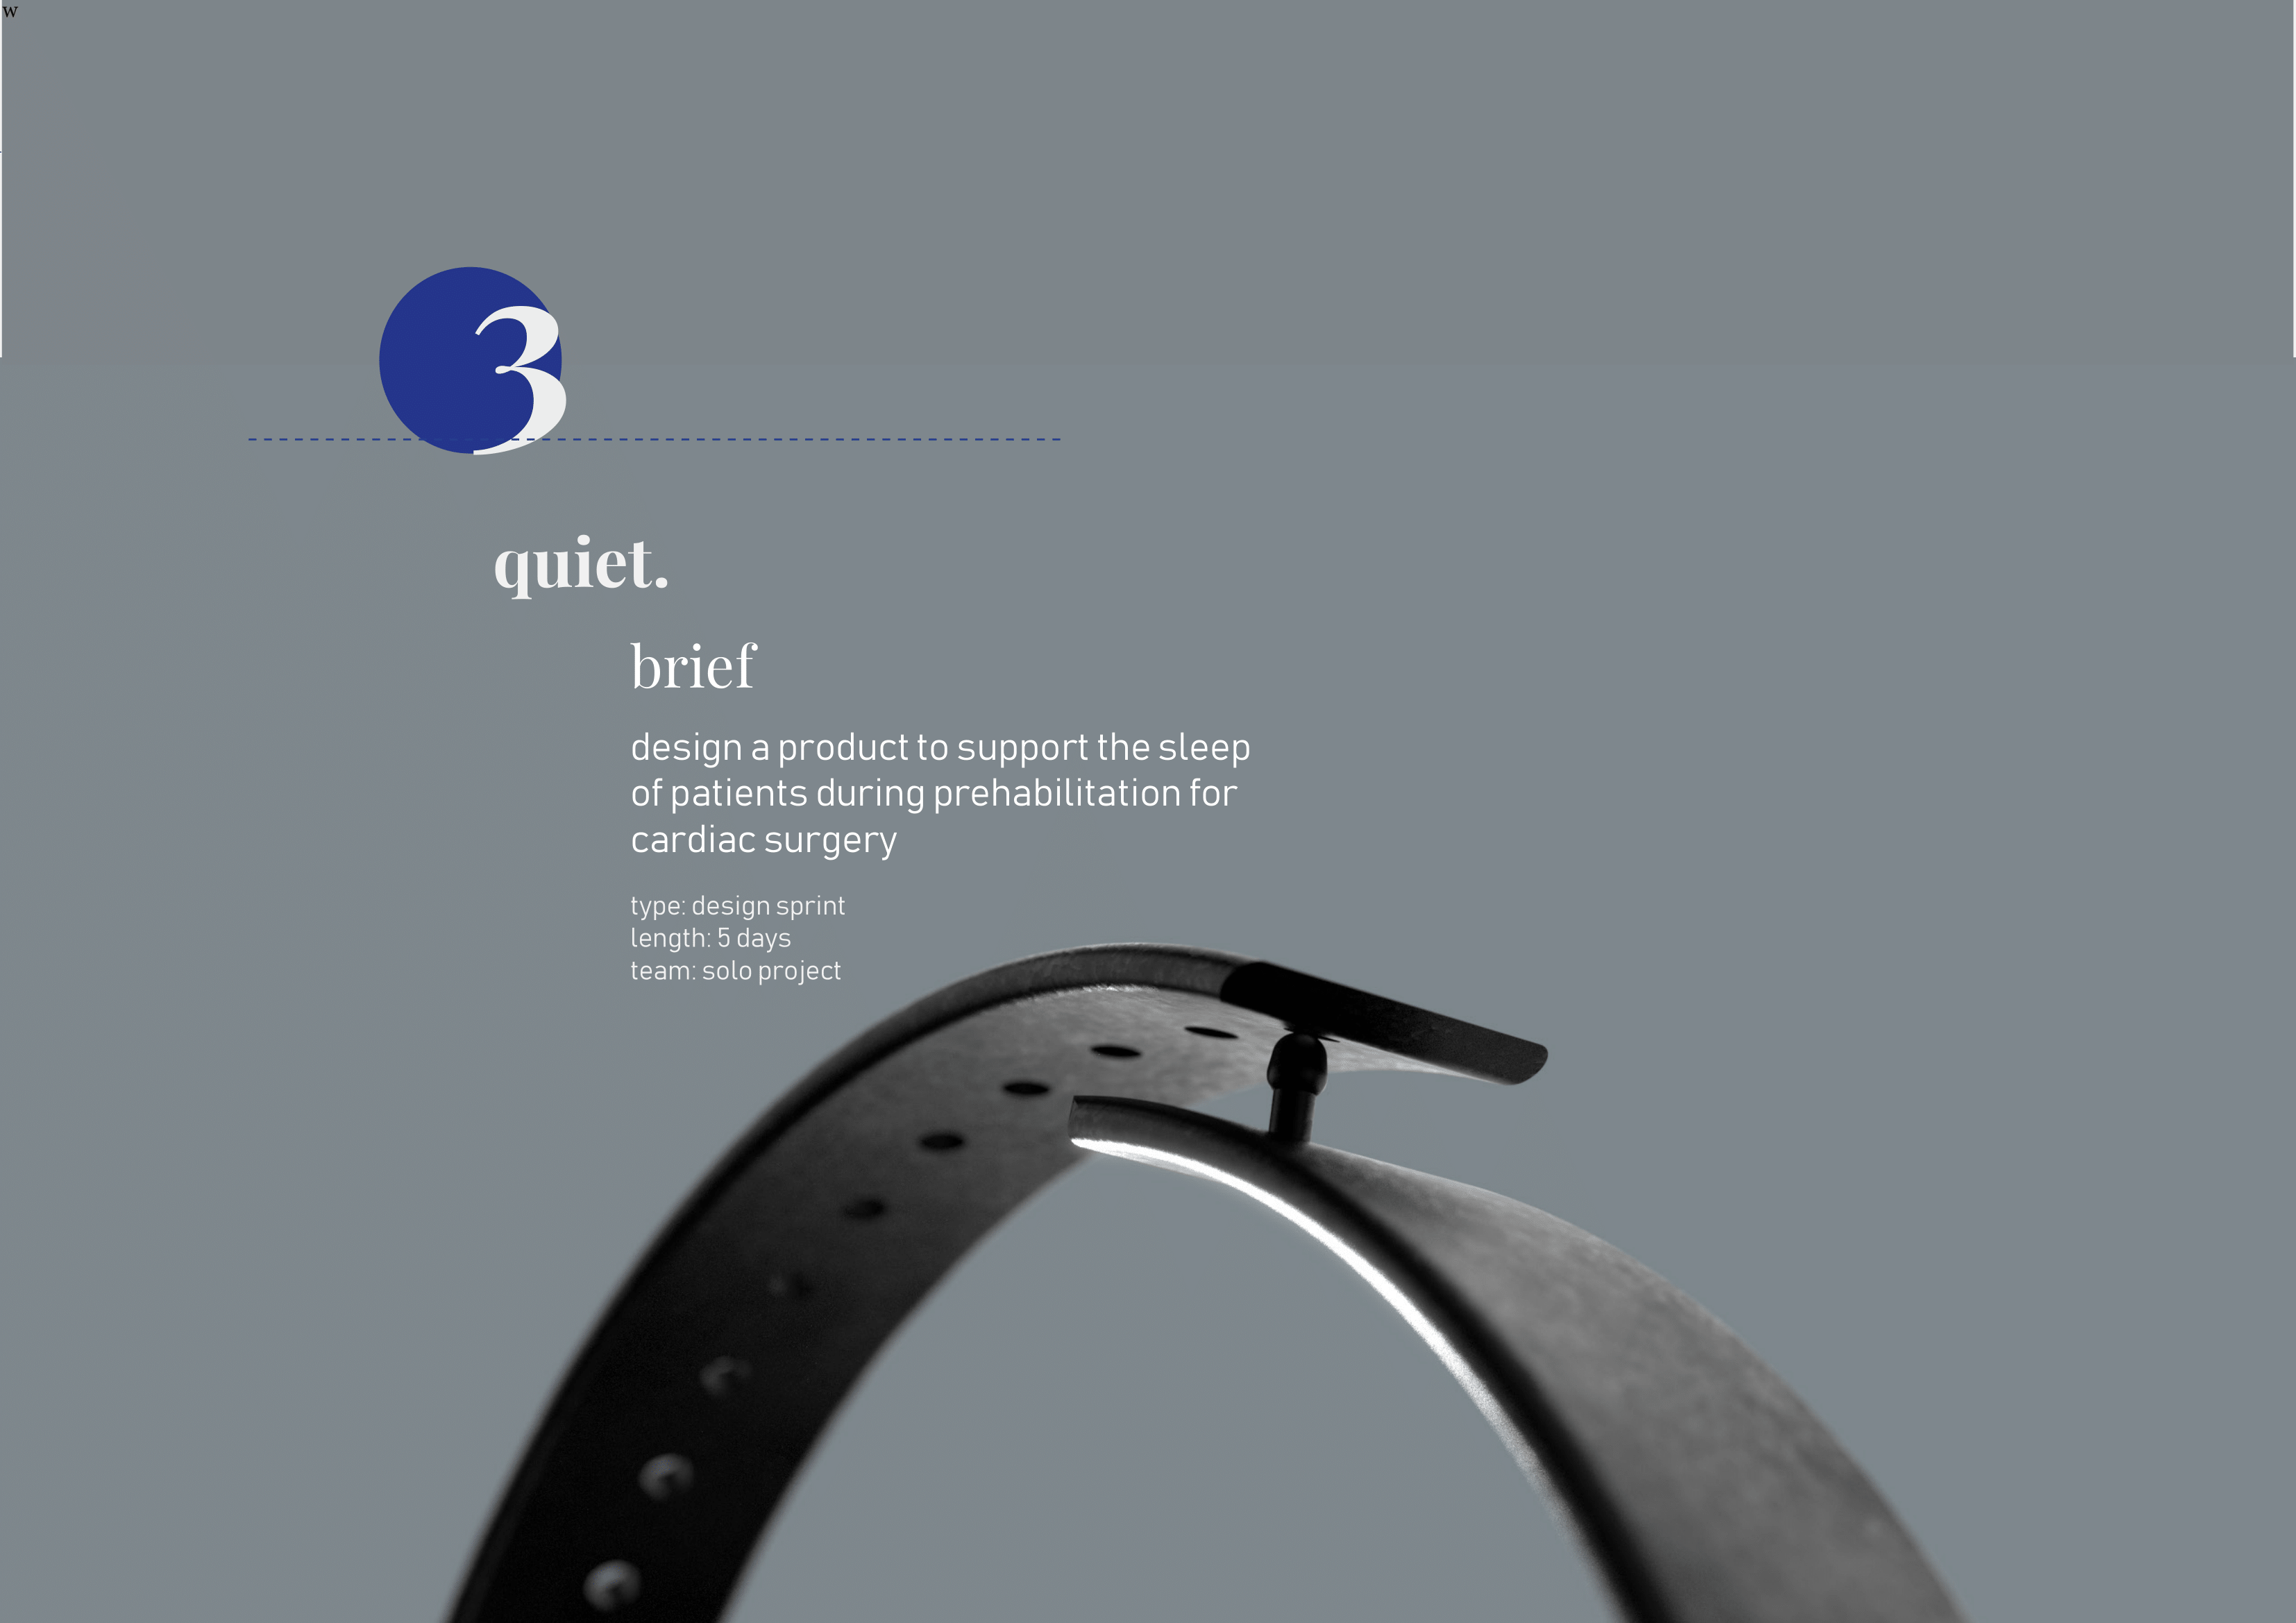 w
3
quiet.
brief
design a product to support the sleep
of patients during prehabilitation for
cardiac surgery
type: design sprint
length: 5 days
team: solo project